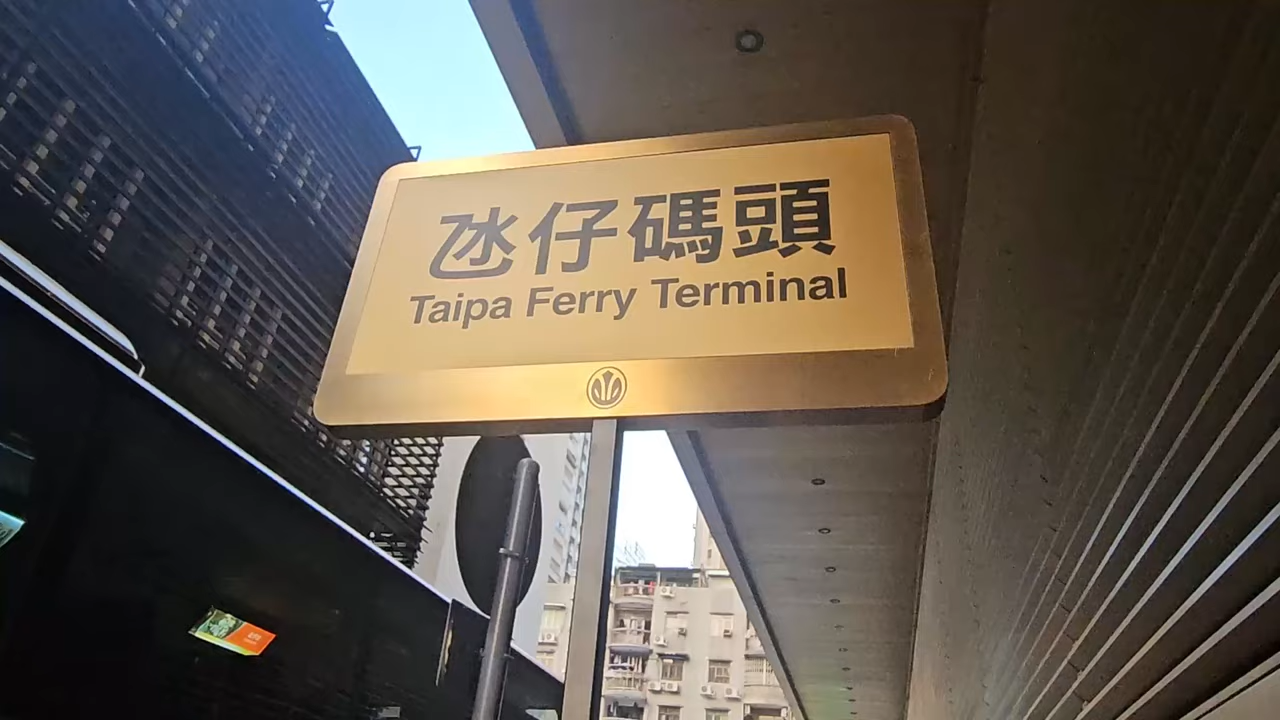 氹仔碼頭
Taipa Ferry Terminal